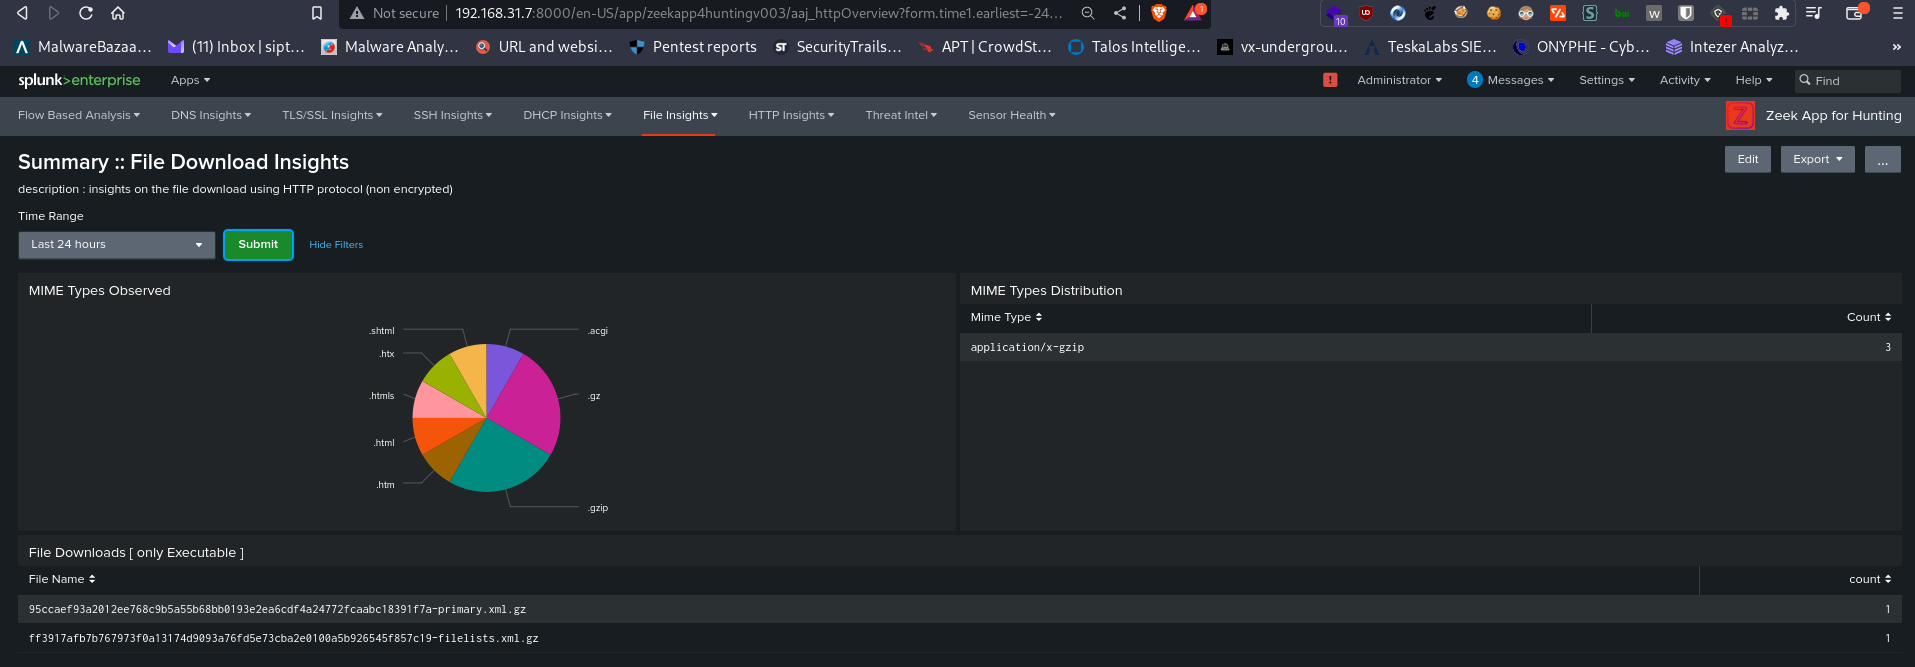 Not secure 192.168.31.7:8000/en-US/app/zeekapp4huntingv003/aaj_httpOverview?form.time1.earliest=-24... 1 10
MalwareBazaa... (11) Inbox | sipt... Malware Analy... URL and websi... Pentest reports ST SecurityTrails... APT | CrowdSt... Talos Intellige... vx-undergrou... TeskaLabs SIE... ONYPHE - Cyb... Intezer Analyz... »
splunk>enterprise Apps ! Administrator 4 Messages Settings Activity Help Find
Flow Based Analysis DNS Insights TLS/SSL Insights SSH Insights DHCP Insights File Insights HTTP Insights Threat Intel Sensor Health Z Zeek App for Hunting
Summary :: File Download Insights Edit Export ...
description : insights on the file download using HTTP protocol (non encrypted)
Time Range
Last 24 hours Submit Hide Filters
MIME Types Observed
.shtml .acgi
.htx
.htmls .gz
.html
.htm
.gzip
MIME Types Distribution
Mime Type Count
application/x-gzip 3
File Downloads [ only Executable ]
File Name count
95ccaef93a2012ee768c9b5a55b68bb0193e2ea6cdf4a24772fcaabc18391f7a-primary.xml.gz 1
ff3917afb7b767973f0a13174d9093a76fd5e73cba2e0100a5b926545f857c19-filelists.xml.gz 1